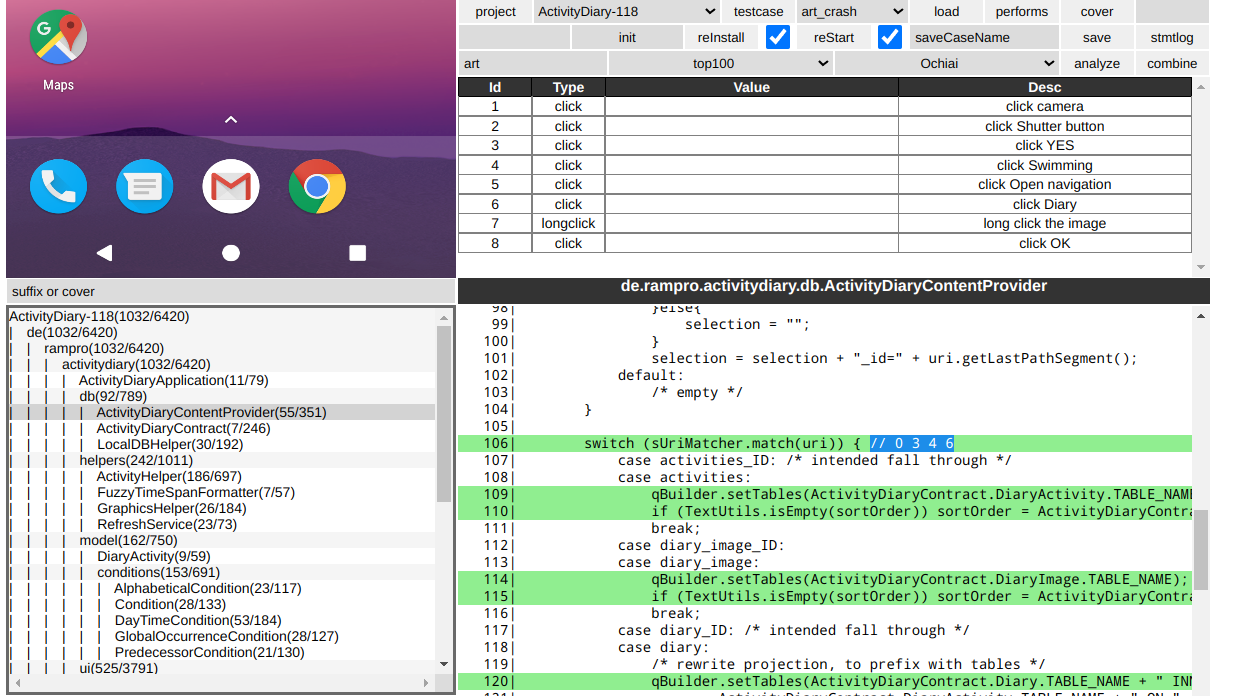 G
Maps
project ActivityDiary-118 testcase art_crash load performs cover
init reInstall reStart saveCaseName save stmtlog
art top100 Ochiai analyze combine
Id Type Value Desc
1 click click camera
2 click click Shutter button
3 click click YES
4 click click Swimming
5 click click Open navigation
6 click click Diary
7 longclick long click the image
8 click click OK
suffix or cover
ActivityDiary-118(1032/6420)
| de(1032/6420)
| | rampro(1032/6420)
| | | activitydiary(1032/6420)
| | | | ActivityDiaryApplication(11/79)
| | | | db(92/789)
| | | | | ActivityDiaryContentProvider(55/351)
| | | | | ActivityDiaryContract(7/246)
| | | | | LocalDBHelper(30/192)
| | | | helpers(242/1011)
| | | | | ActivityHelper(186/697)
| | | | | FuzzyTimeSpanFormatter(7/57)
| | | | | GraphicsHelper(26/184)
| | | | | RefreshService(23/73)
| | | | model(162/750)
| | | | | DiaryActivity(9/59)
| | | | | conditions(153/691)
| | | | | | AlphabeticalCondition(23/117)
| | | | | | Condition(28/133)
| | | | | | DayTimeCondition(53/184)
| | | | | | GlobalOccurrenceCondition(28/127)
| | | | | | PredecessorCondition(21/130)
| | | | ui(525/3791)
de.rampro.activitydiary.db.ActivityDiaryContentProvider
98| }else{
99| selection = "";
100| }
101| selection = selection + "_id=" + uri.getLastPathSegment();
102| default:
103| /* empty */
104| }
105|
106| switch (sUriMatcher.match(uri)) { // 0 3 4 6
107| case activities_ID: /* intended fall through */
108| case activities:
109| qBuilder.setTables(ActivityDiaryContract.DiaryActivity.TABLE_NAM
110| if (TextUtils.isEmpty(sortOrder)) sortOrder = ActivityDiaryContra
111| break;
112| case diary_image_ID:
113| case diary_image:
114| qBuilder.setTables(ActivityDiaryContract.DiaryImage.TABLE_NAME);
115| if (TextUtils.isEmpty(sortOrder)) sortOrder = ActivityDiaryContra
116| break;
117| case diary_ID: /* intended fall through */
118| case diary:
119| /* rewrite projection, to prefix with tables */
120| qBuilder.setTables(ActivityDiaryContract.Diary.TABLE_NAME + " IN